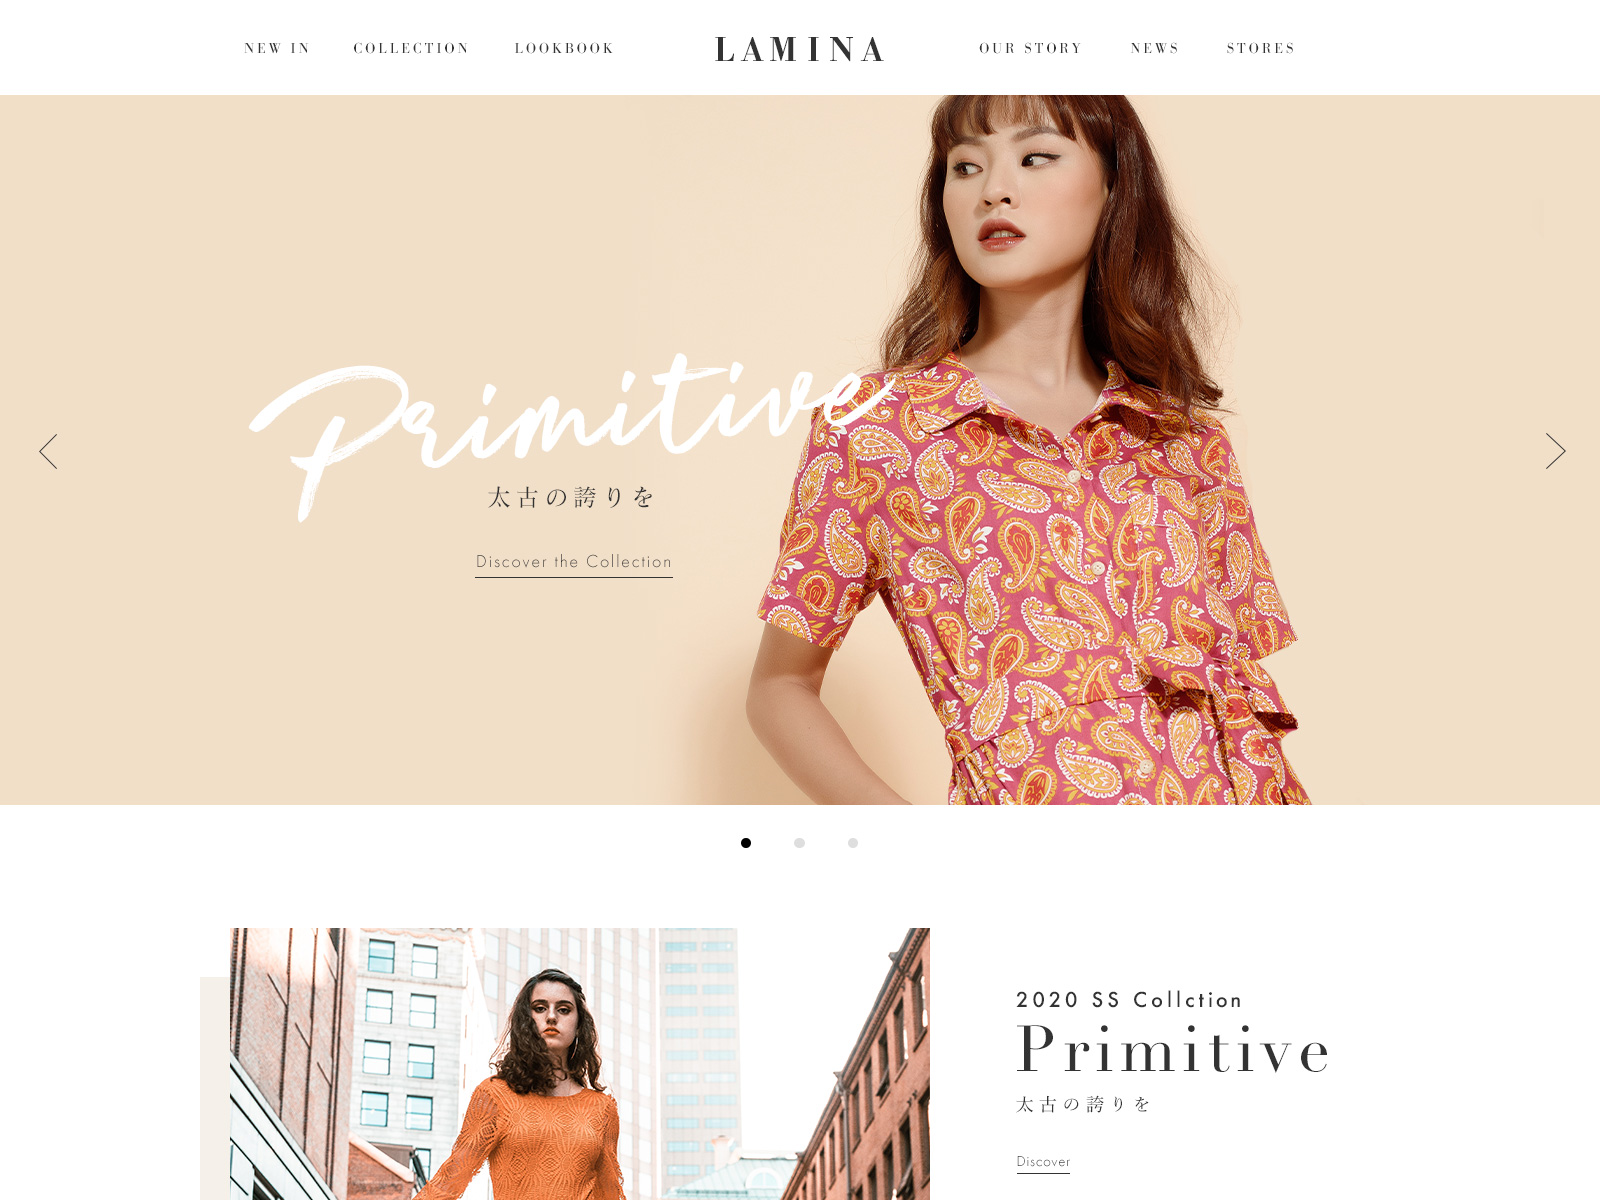 NEW IN COLLECTION LOOKBOOK LAMINA OUR STORY NEWS STORES
Primitive
太古の誇りを
Discover the Collection
2020 SS Collction
Primitive
太古の誇りを
Discover